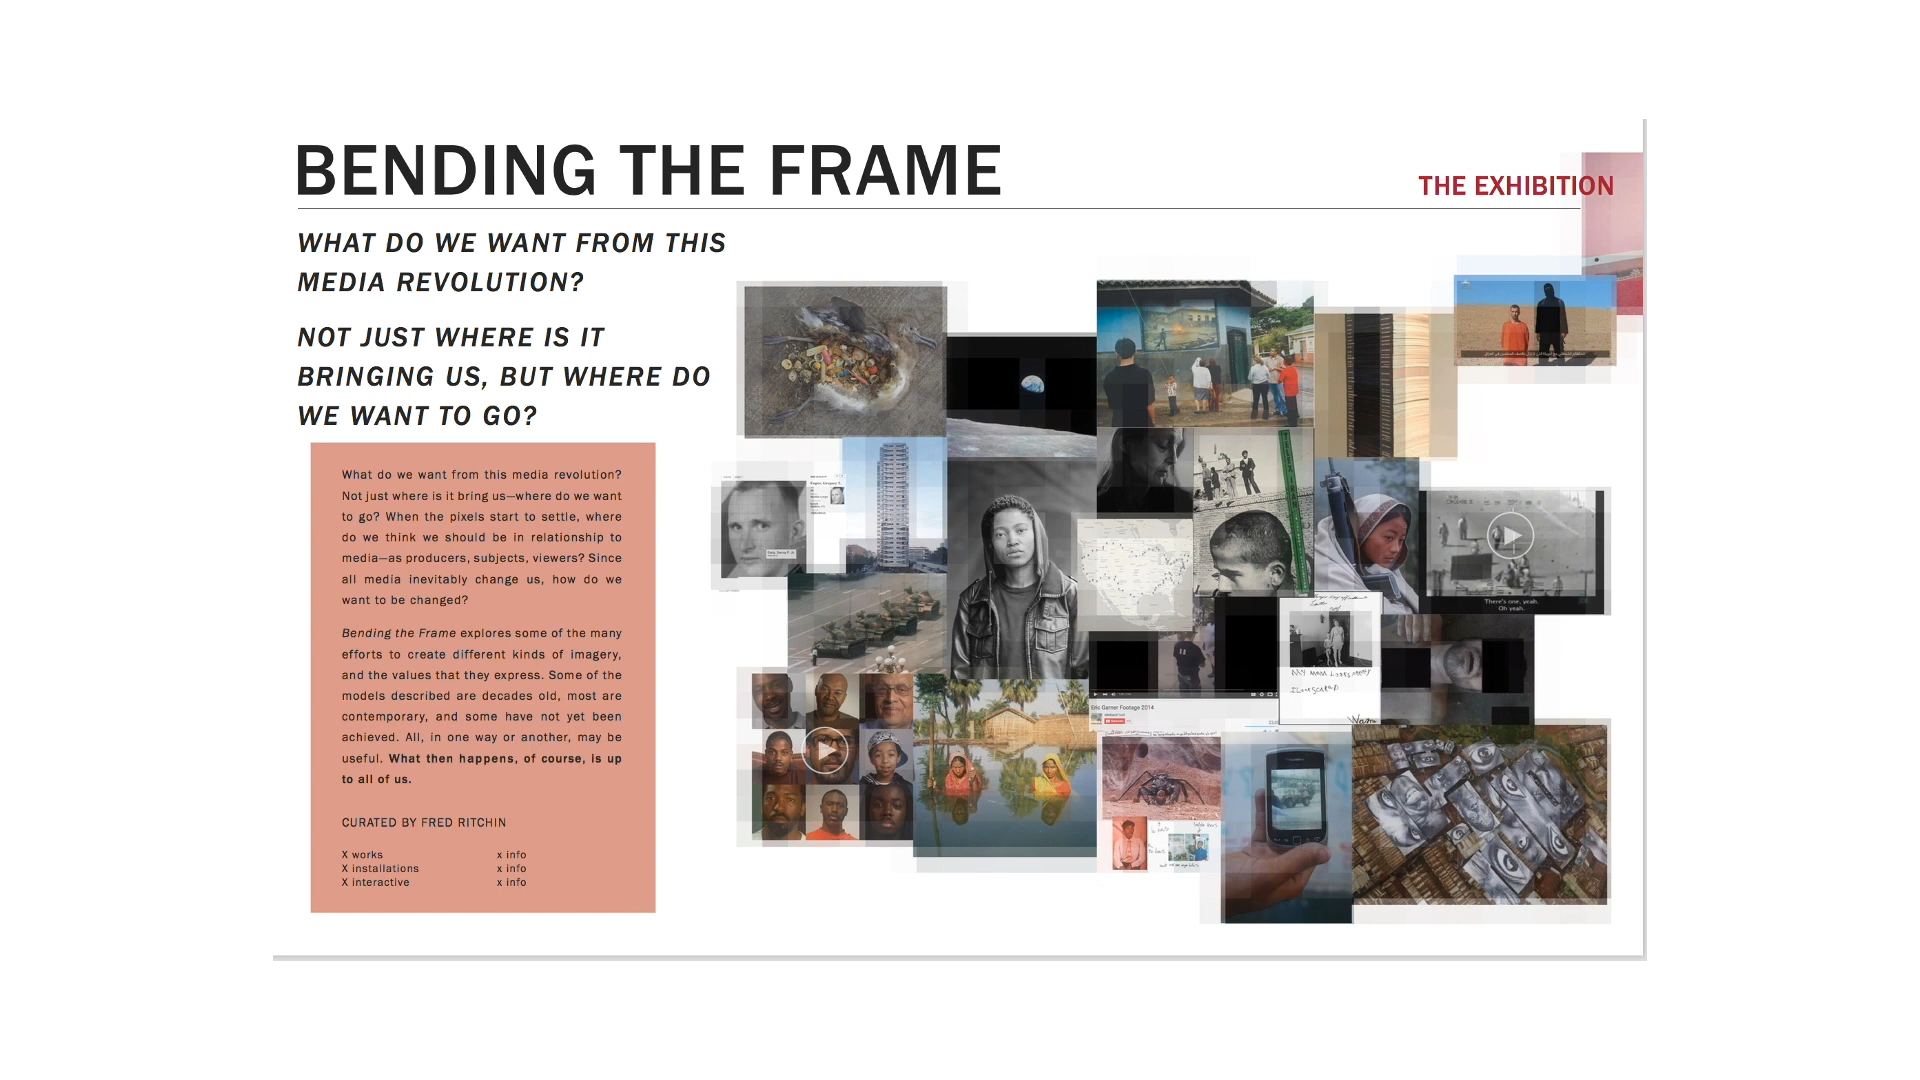 BENDING THE FRAME
THE EXHIBITION
WHAT DO WE WANT FROM THIS
MEDIA REVOLUTION?
NOT JUST WHERE IS IT
BRINGING US, BUT WHERE DO
WE WANT TO GO?
What do we want from this media revolution?
Not just where is it bring us—where do we want
to go? When the pixels start to settle, where
do we think we should be in relationship to
media—as producers, subjects, viewers? Since
all media inevitably change us, how do we
want to be changed?
Bending the Frame explores some of the many
efforts to create different kinds of imagery,
and the values that they express. Some of the
models described are decades old, most are
contemporary, and some have not yet been
achieved. All, in one way or another, may be
useful. What then happens, of course, is up
to all of us.
CURATED BY FRED RITCHIN
X works x info
X installations x info
X interactive x info
TELEX IRAN
There's one, yeah.
Oh yeah.
MY MOM LOOKS PRETTY
I LOOK SCARED
Eric Garner Footage 2014